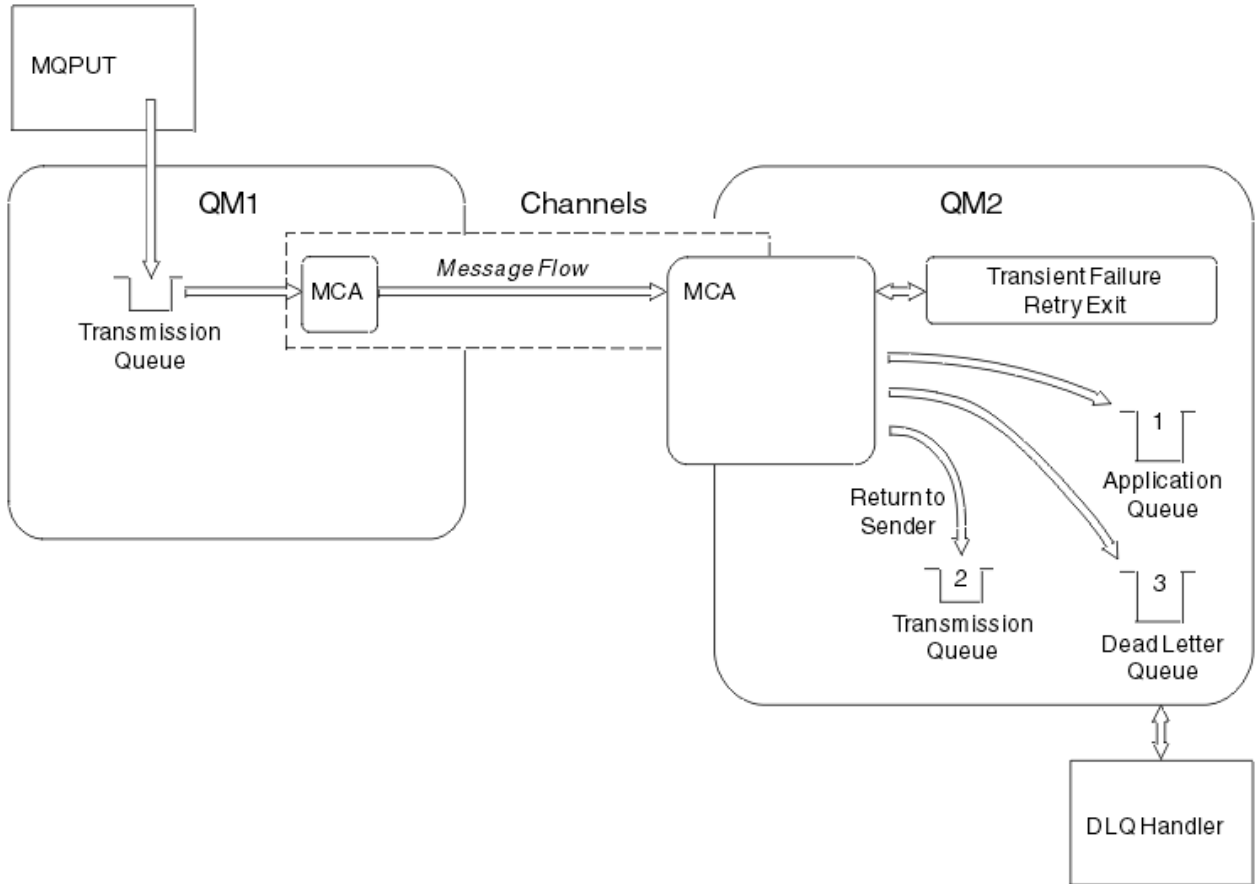 MQPUT
QM1
Channels
QM2
Message Flow
MCA
MCA
Transient Failure
Retry Exit
Transmission
Queue
1
Application
Queue
Return to
Sender
2
Transmission
Queue
3
Dead Letter
Queue
DLQ Handler